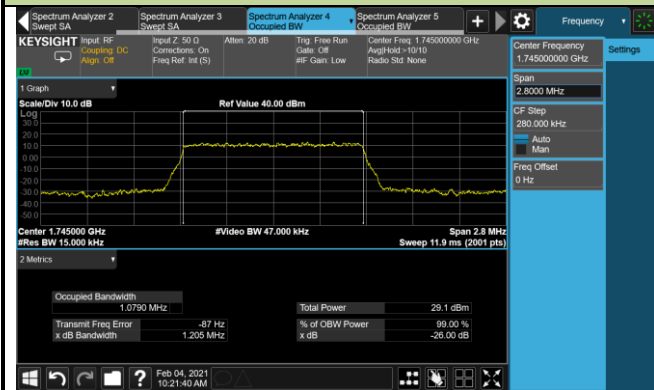 Spectrum Analyzer 2
Swept SA
Spectrum Analyzer 3
Swept SA
Spectrum Analyzer 4
Occupied BW
Spectrum Analyzer 5
Occupied BW
+
Frequency
KEYSIGHT
Input: RF
Coupling: DC
Align: Off
Input Z: 50 Ω
Corrections: On
Freq Ref: Int (S)
Atten: 20 dB
Trig: Free Run
Gate: Off
#IF Gain: Low
Center Freq: 1.745000000 GHz
Avg|Hold:>10/10
Radio Std: None
Center Frequency
1.745000000 GHz
Settings
Span
2.8000 MHz
CF Step
280.000 kHz
Auto
Man
Freq Offset
0 Hz
1 Graph
Scale/Div 10.0 dB
Ref Value 40.00 dBm
Log
30.0
20.0
10.0
0.00
-10.0
-20.0
-30.0
-40.0
-50.0
Center 1.745000 GHz
#Res BW 15.000 kHz
#Video BW 47.000 kHz
Span 2.8 MHz
Sweep 11.9 ms (2001 pts)
2 Metrics
Occupied Bandwidth
1.0790 MHz
Total Power 29.1 dBm
Transmit Freq Error -87 Hz
% of OBW Power 99.00 %
x dB Bandwidth 1.205 MHz
x dB -26.00 dB
?
Feb 04, 2021
10:21:40 AM